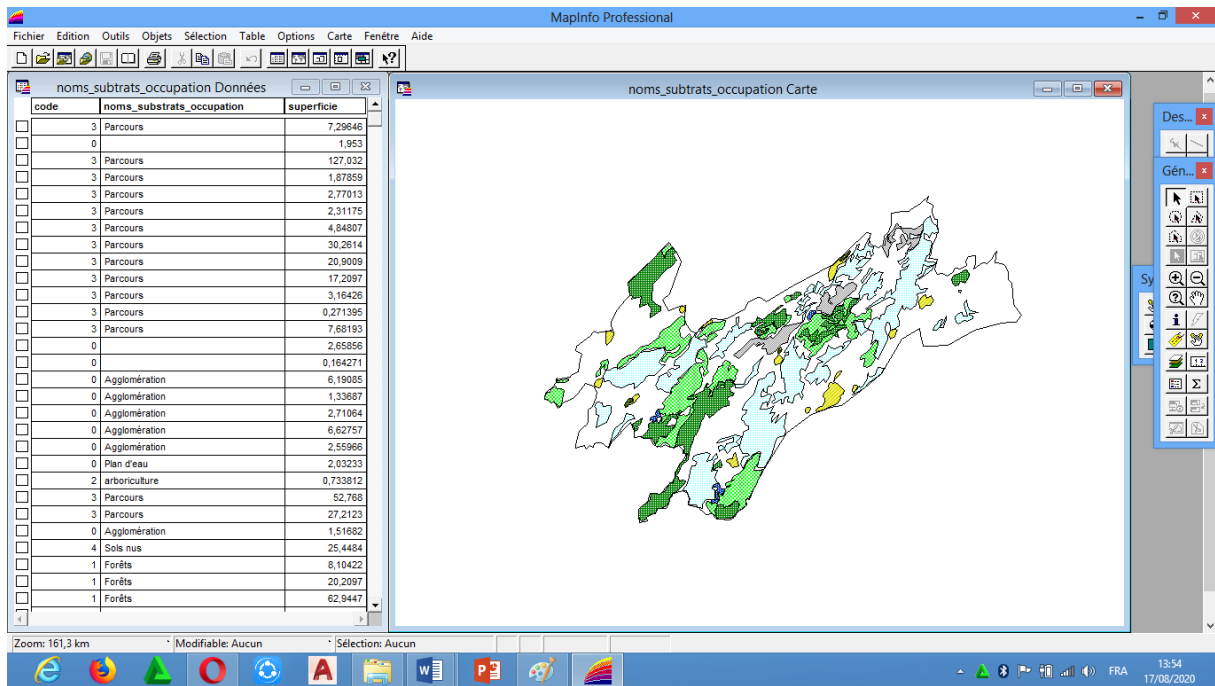 MapInfo Professional
Fichier Edition Outils Objets Sélection Table Options Carte Fenêtre Aide
noms_subtrats_occupation Données
code noms_substrats_occupation superficie
3 Parcours 7,29646
0 1,953
3 Parcours 127,032
3 Parcours 1,87859
3 Parcours 2,77013
3 Parcours 2,31175
3 Parcours 4,84807
3 Parcours 30,2614
3 Parcours 20,9009
3 Parcours 17,2097
3 Parcours 3,16426
3 Parcours 0,271395
3 Parcours 7,68193
0 2,65856
0 0,164271
0 Agglomération 6,19085
0 Agglomération 1,33687
0 Agglomération 2,71064
0 Agglomération 6,62757
0 Agglomération 2,55966
0 Plan d'eau 2,03233
2 arboriculture 0,733812
3 Parcours 52,768
3 Parcours 27,2123
0 Agglomération 1,51682
4 Sols nus 25,4484
1 Forêts 8,10422
1 Forêts 20,2097
1 Forêts 62,9447
noms_subtrats_occupation Carte
Des...
Gén...
Sy
Zoom: 161,3 km Modifiable: Aucun Sélection: Aucun
FRA
13:54
17/08/2020